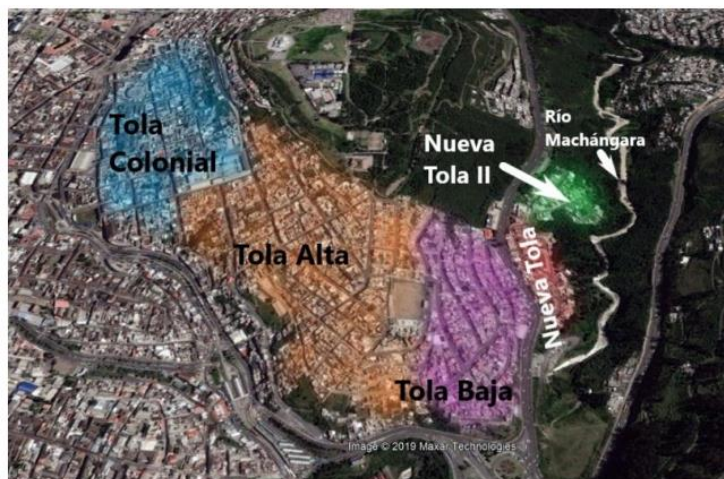 Tola
Colonial
Nueva
Tola II
Río
Machángara
Tola Alta
Nueva Tola
Tola Baja
Image © 2019 Maxar Technologies